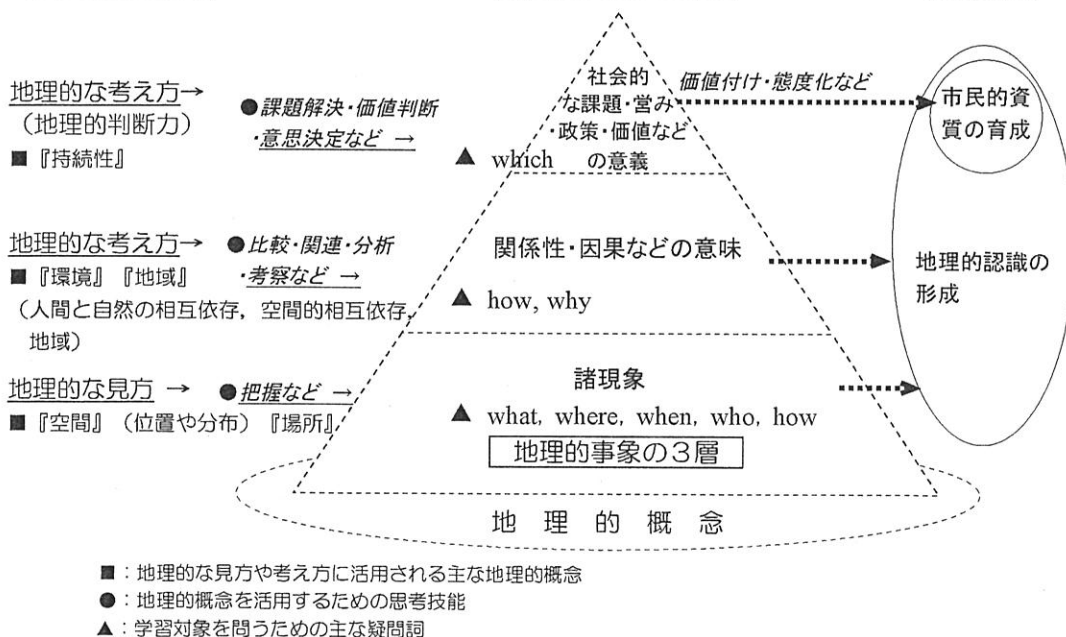 地理的な考え方→
（地理的判断力）
■『持続性』
●課題解決・価値判断
・意思決定など →
社会的
な課題・営み
・政策・価値など
の意義
▲ which
価値付け・態度化など
市民的資
質の育成
地理的な考え方→
■『環境』『地域』
（人間と自然の相互依存，空間的相互依存，
地域）
●比較・関連・分析
・考察など →
関係性・因果などの意味
▲ how, why
地理的認識の
形成
地理的な見方 →
■『空間』（位置や分布）『場所』
●把握など →
諸現象
▲ what, where, when, who, how
地理的事象の３層
地理的概念
■：地理的な見方や考え方に活用される主な地理的概念
●：地理的概念を活用するための思考技能
▲：学習対象を問うための主な疑問詞